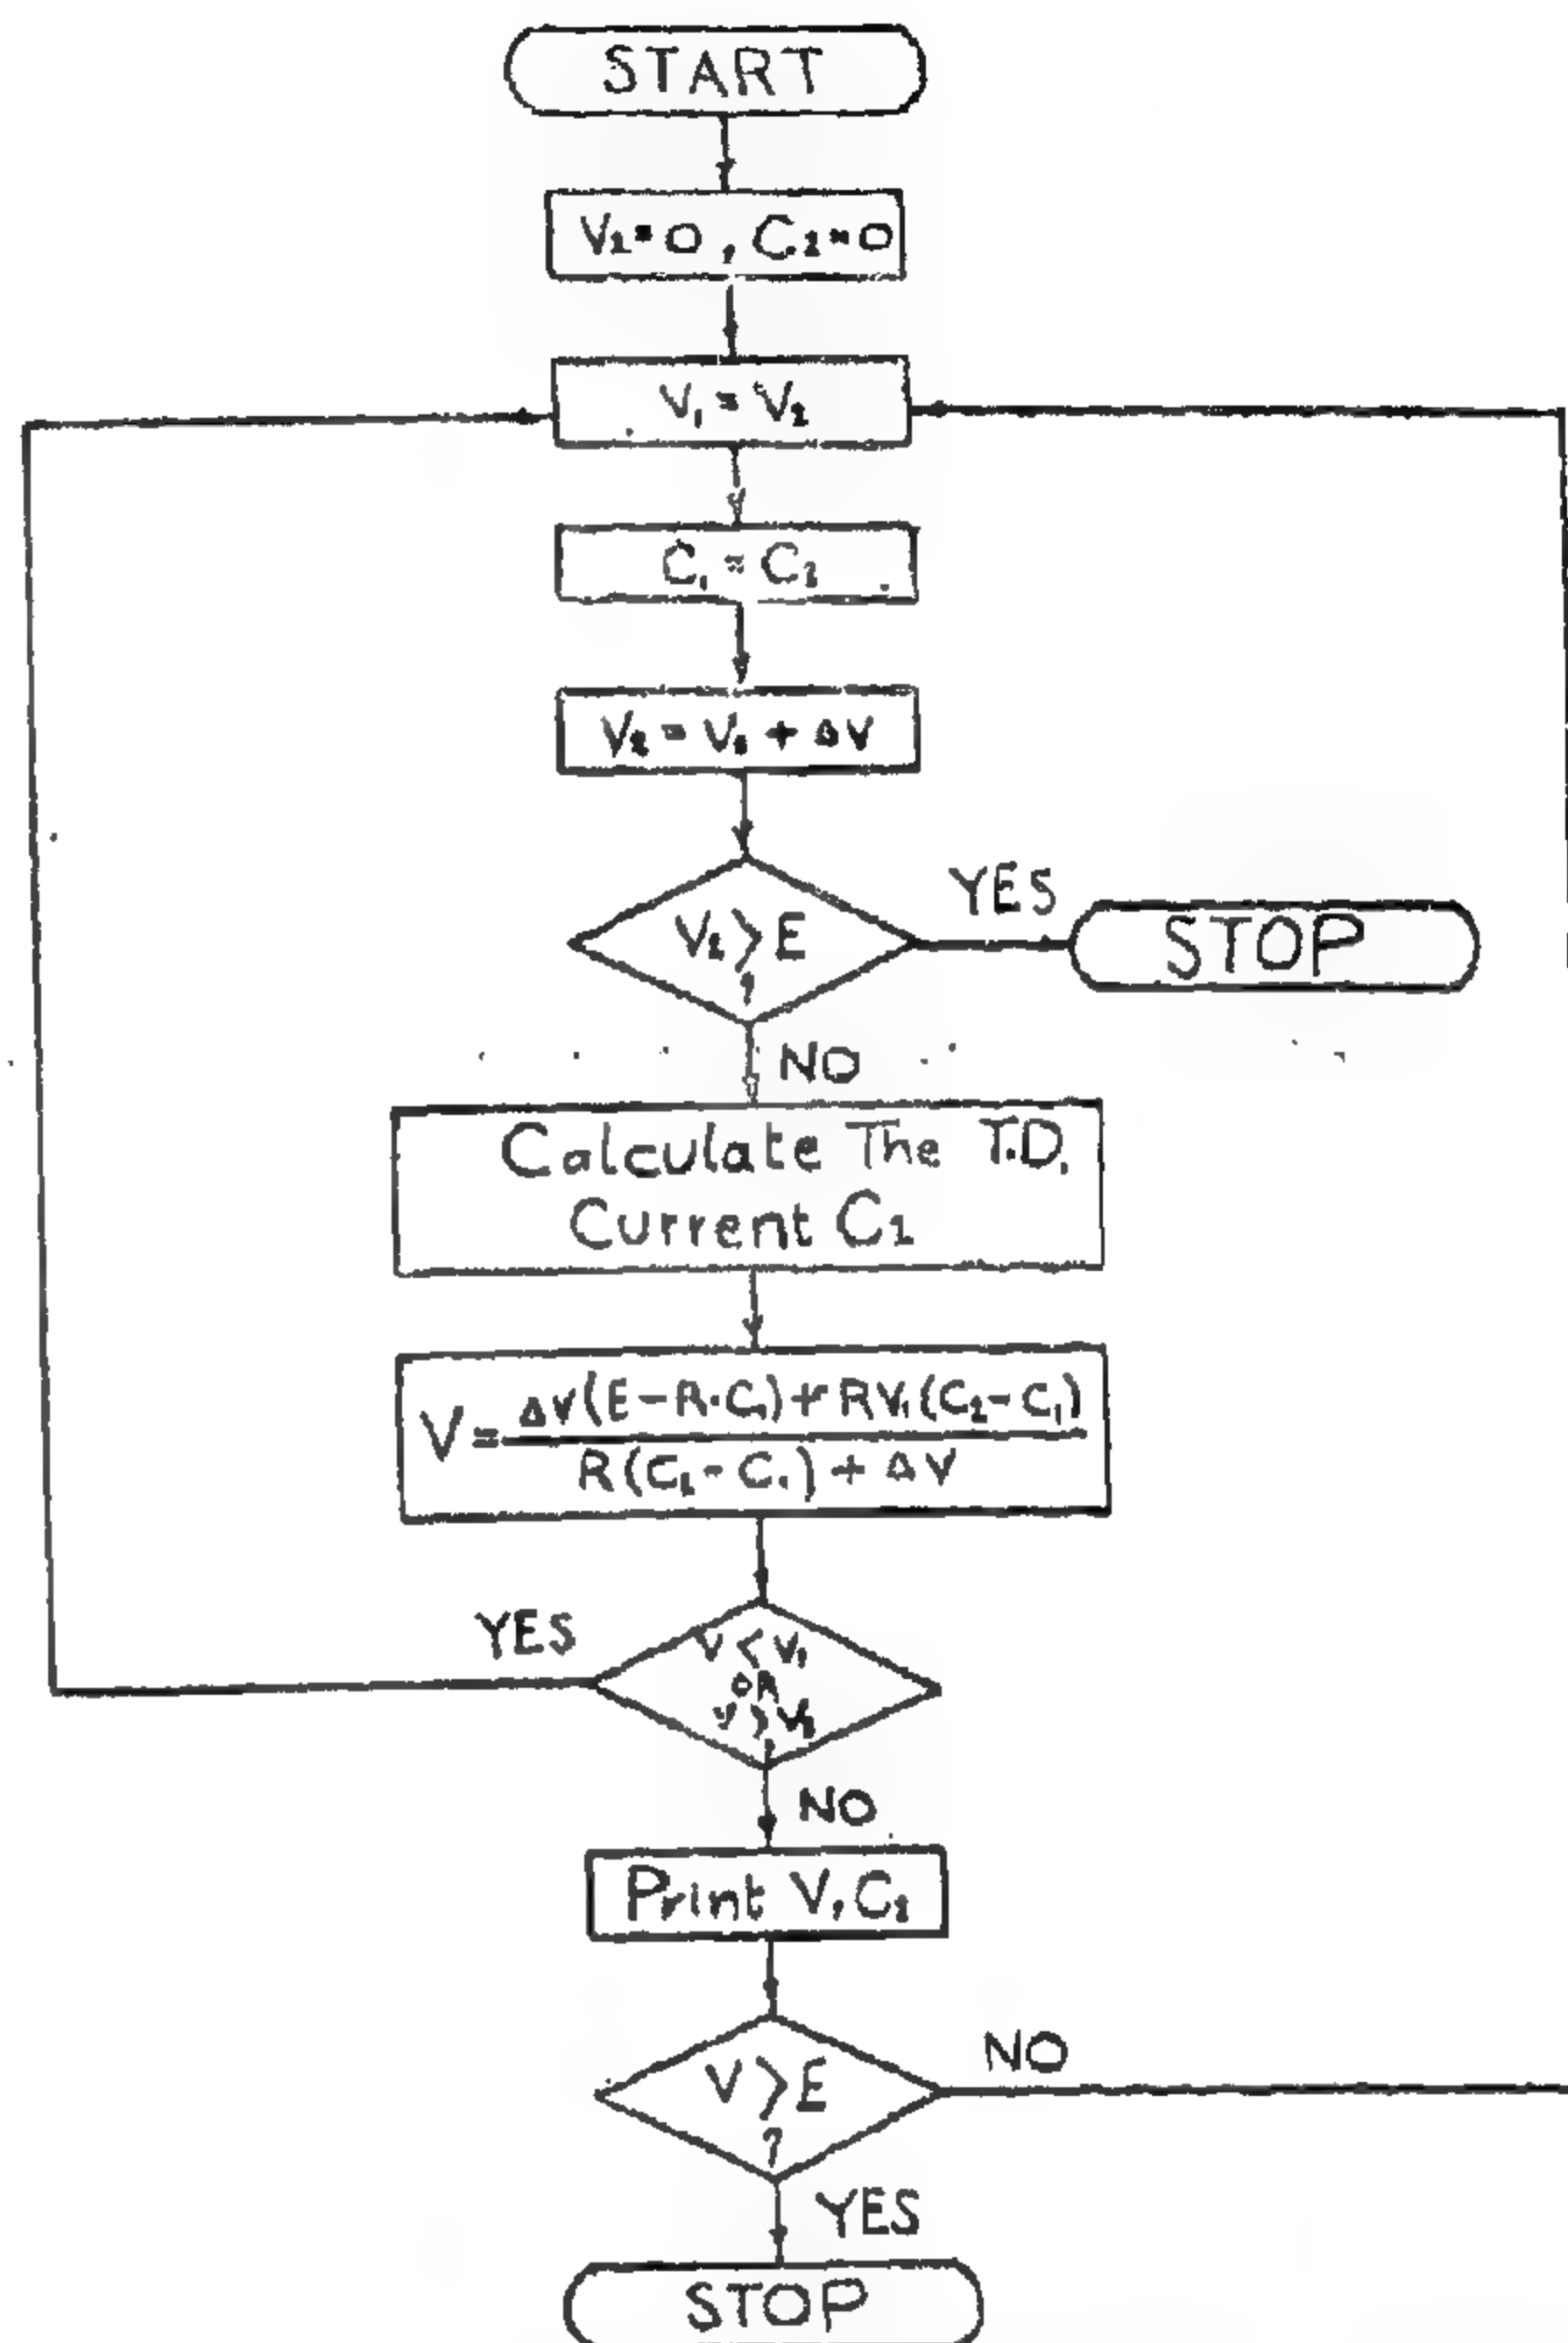 START
V₂=0, C₂=0
V₁ = V₂
C₁ = C₂
V₂ = V₂ + ΔV
V₂ > E
?
YES
STOP
NO
Calculate The T.D.
Current C₂
V = ΔV(E-R·C₁)+RV₁(C₂-C₁)
R(C₂-C₁)+ΔV
YES
V < V₁
OR
V > V₂
?
NO
Print V, C₂
V > E
?
NO
YES
STOP